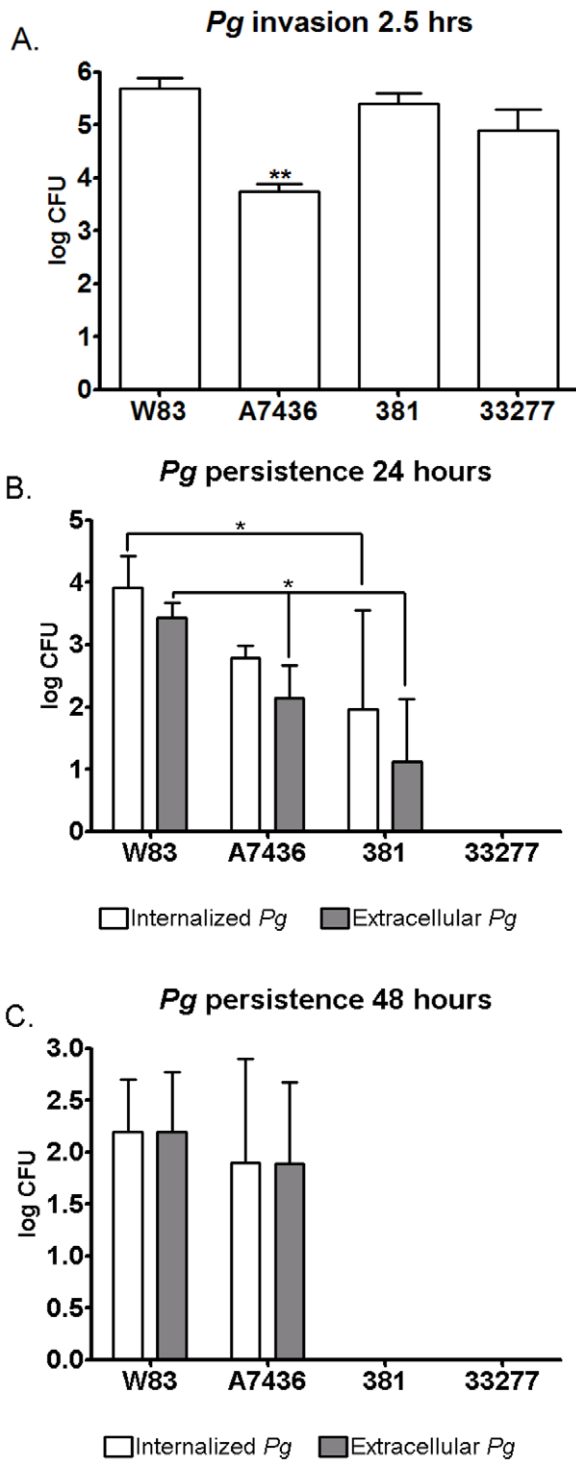 A.
Pg invasion 2.5 hrs
log CFU
6
5
4
3
2
1
0
**
W83 A7436 381 33277
B.
Pg persistence 24 hours
log CFU
5
4
3
2
1
0
*
*
W83 A7436 381 33277
Internalized Pg Extracellular Pg
C.
Pg persistence 48 hours
log CFU
3.0
2.5
2.0
1.5
1.0
0.5
0.0
W83 A7436 381 33277
Internalized Pg Extracellular Pg